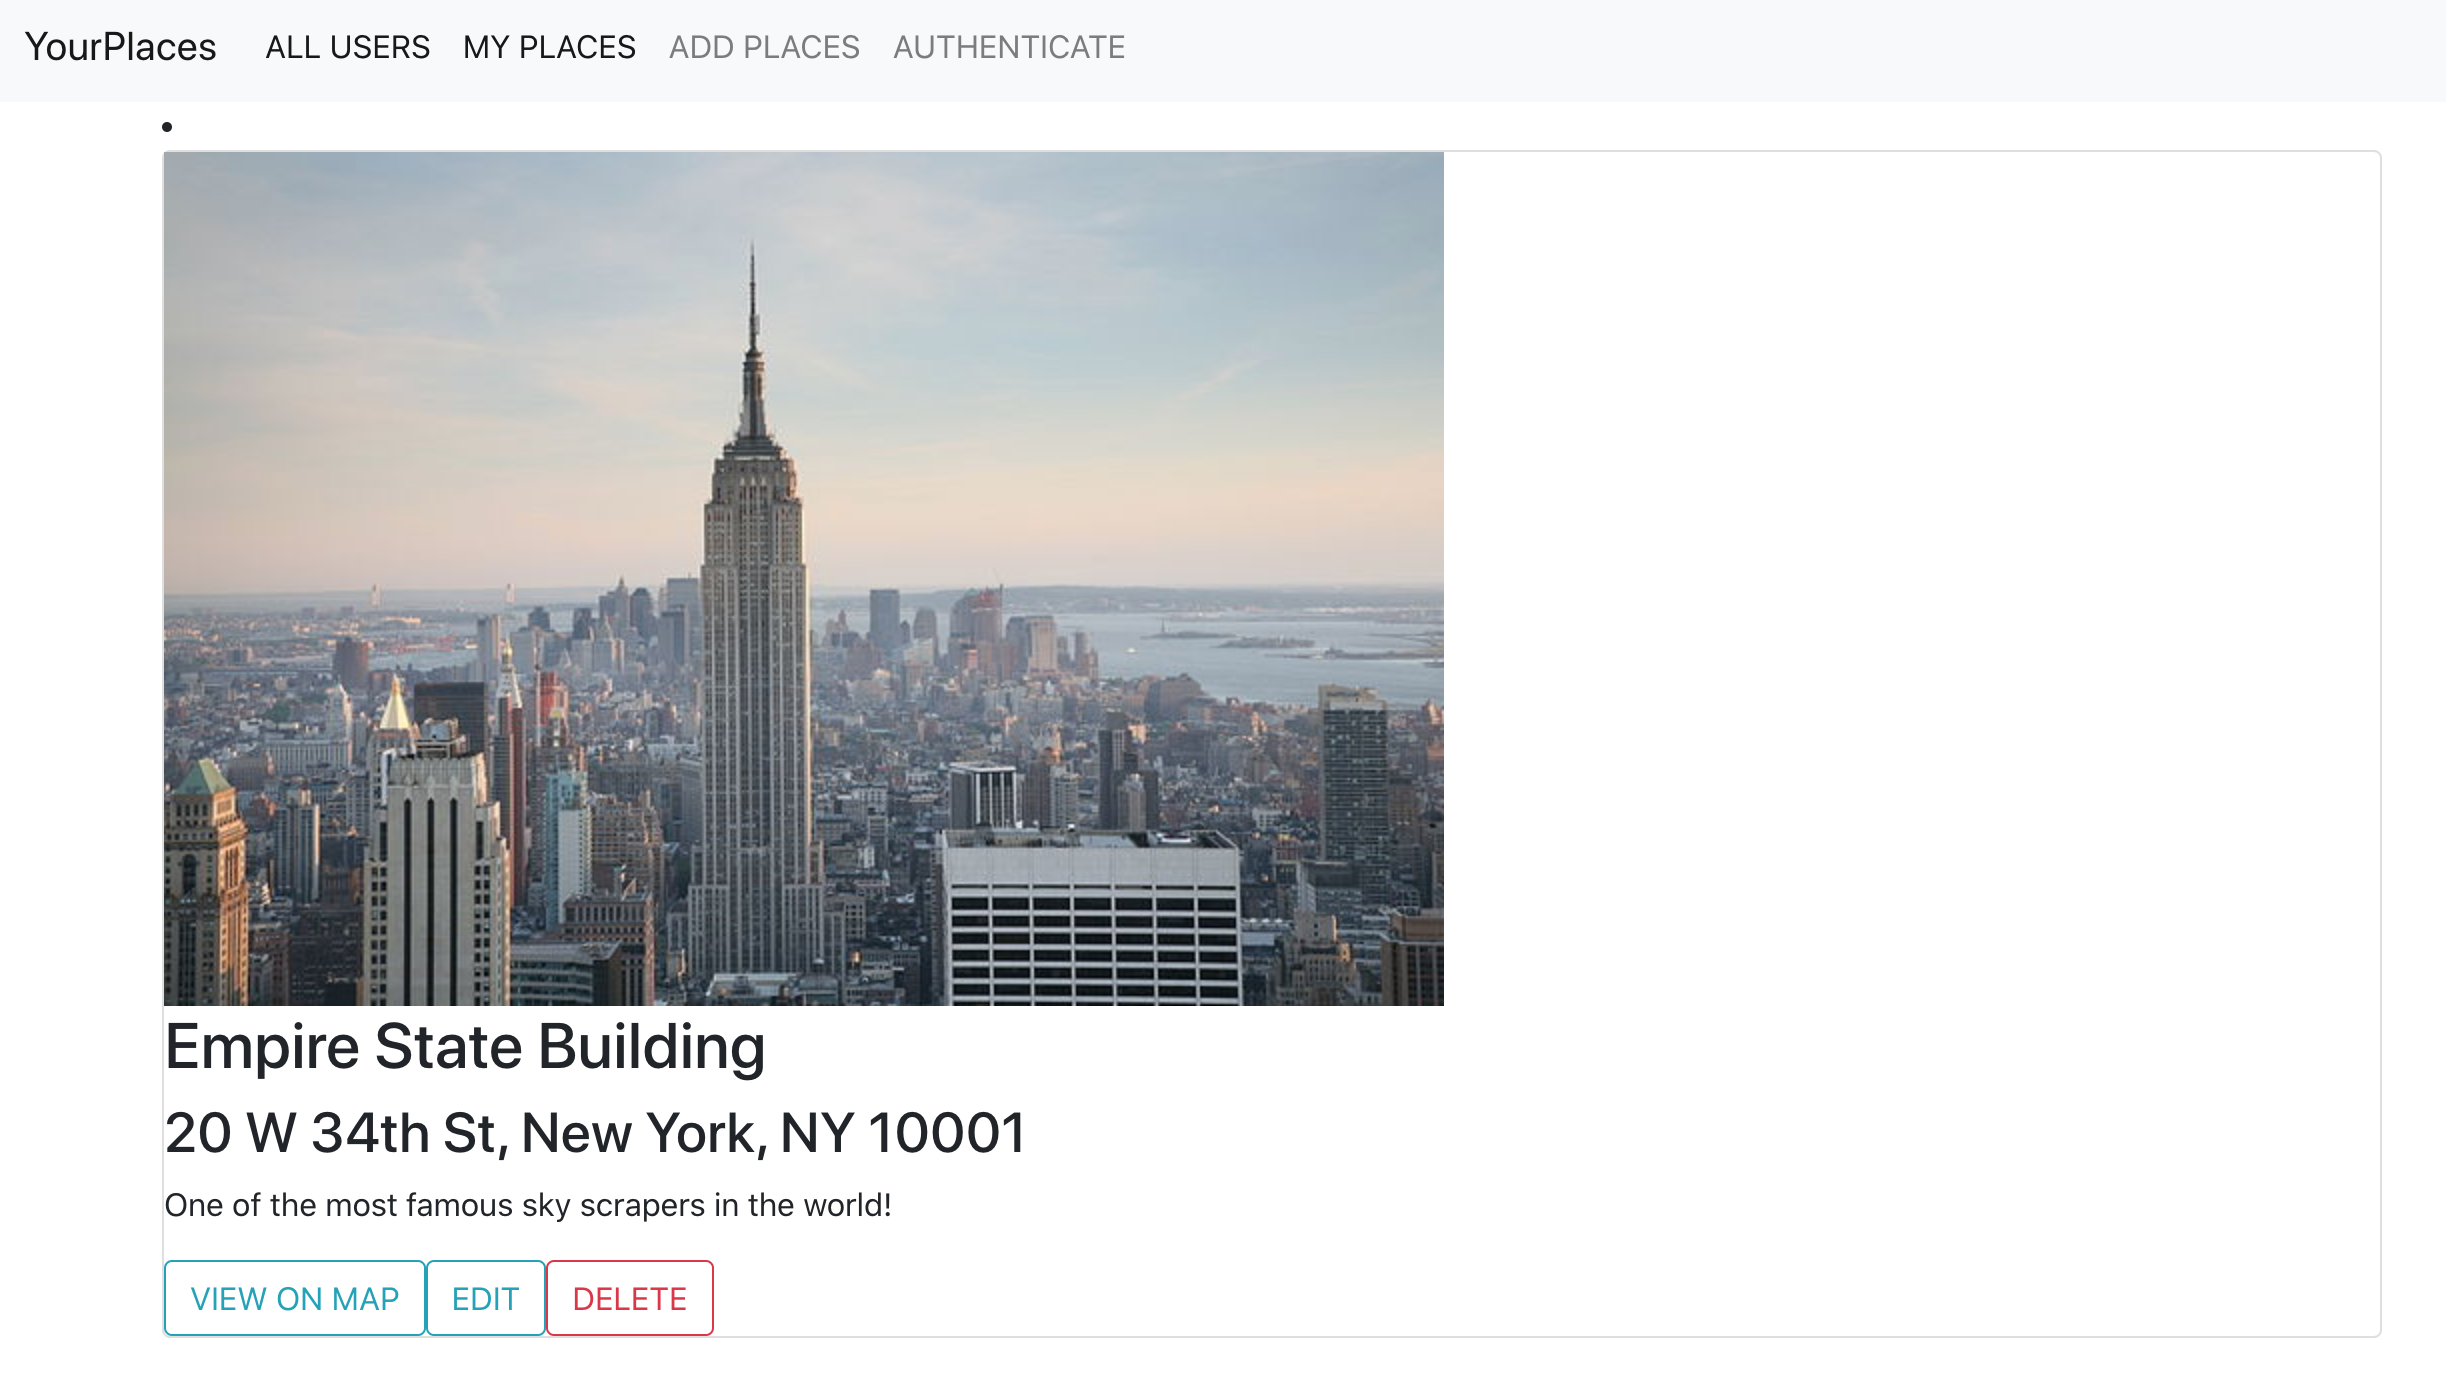 YourPlaces ALL USERS MY PLACES ADD PLACES AUTHENTICATE
Empire State Building
20 W 34th St, New York, NY 10001
One of the most famous sky scrapers in the world!
VIEW ON MAP EDIT DELETE